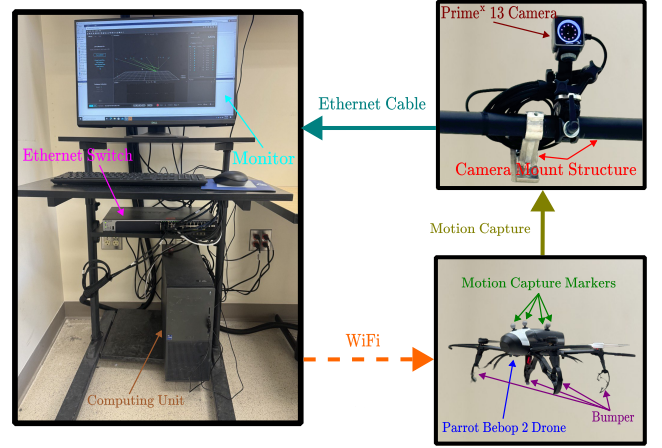 Prime^x 13 Camera
Ethernet Cable
Ethernet Switch
Monitor
Camera Mount Structure
Motion Capture
Motion Capture Markers
WiFi
Computing Unit
Bumper
Parrot Bebop 2 Drone